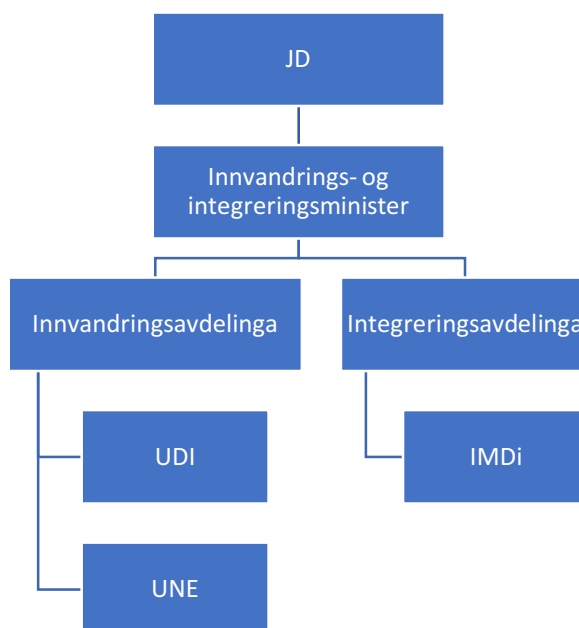 JD
Innvandrings- og
integreringsminister
Innvandringsavdelinga
Integreringsavdelinga
UDI
IMDi
UNE